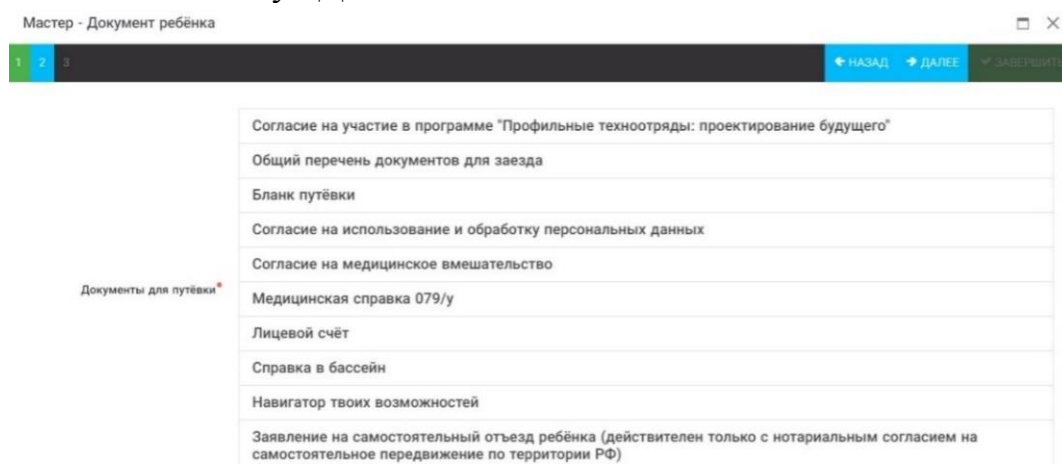 Мастер - Документ ребёнка
1 2 3 НАЗАД ДАЛЕЕ ЗАВЕРШИТЬ
Согласие на участие в программе "Профильные техноотряды: проектирование будущего"
Общий перечень документов для заезда
Бланк путёвки
Согласие на использование и обработку персональных данных
Согласие на медицинское вмешательство
Документы для путёвки*
Медицинская справка 079/у
Лицевой счёт
Справка в бассейн
Навигатор твоих возможностей
Заявление на самостоятельный отъезд ребёнка (действителен только с нотариальным согласием на
самостоятельное передвижение по территории РФ)